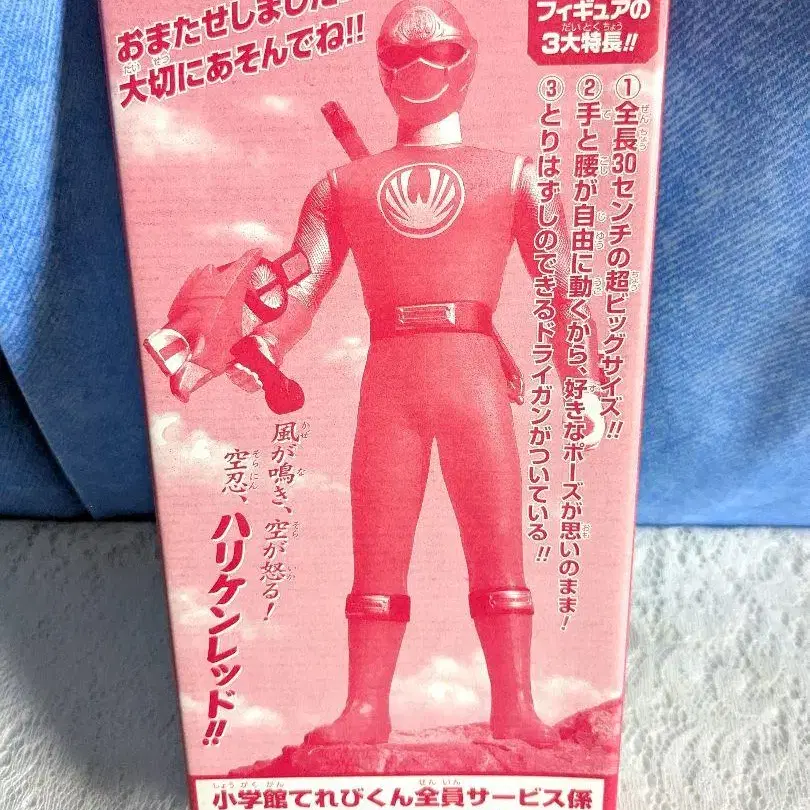 おまたせしました
大切にあそんでね!!
フィギュアの
3大特長!!
①全長30センチの超ビッグサイズ!!
②手と腰が自由に動くから、好きなポーズが思いのまま!
③とりはずしのできるドライガンがついている!!
風が鳴き、空が怒る!
空忍、ハリケンレッド!!
小学館てれびくん全員サービス係